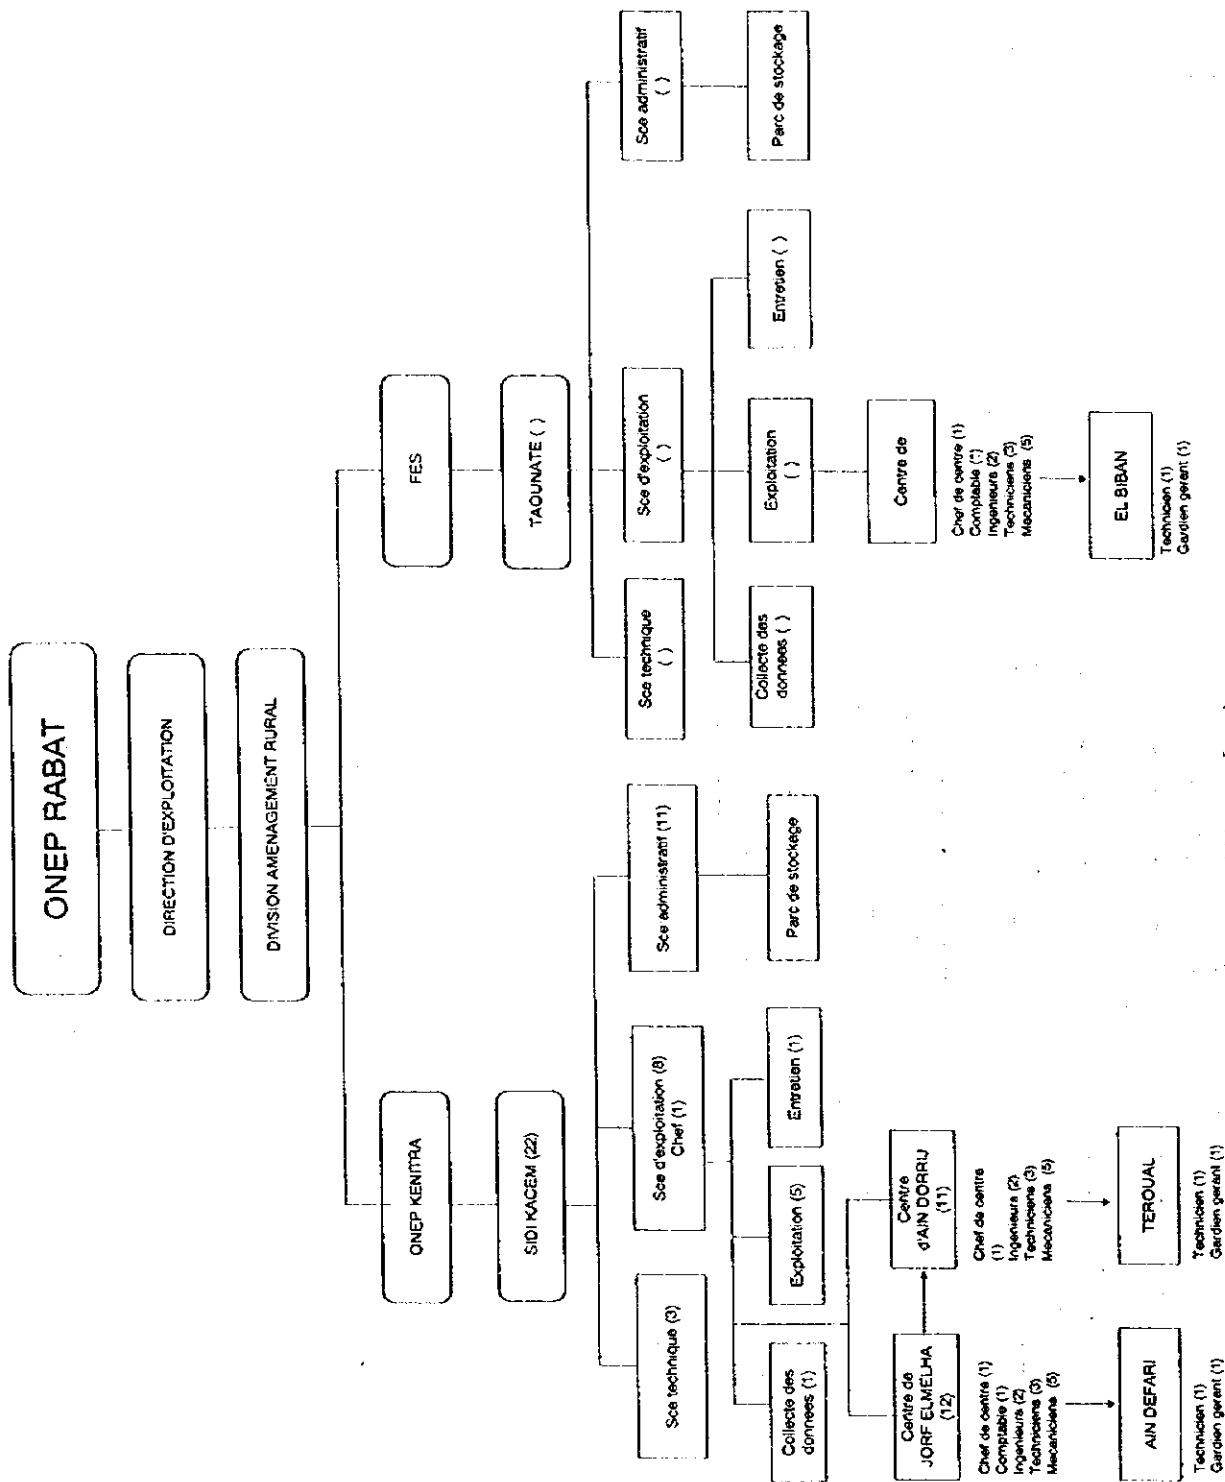 ONEP RABAT
DIRECTION D'EXPLOITATION
DIVISION AMENAGEMENT RURAL
ONEP KENITRA
FES
SIDI KACEM (22)
TAOUNATE ( )
Sce technique (3)
Sce d'exploitation (8)
Chef (1)
Sce administratif (11)
Sce technique
( )
Sce d'exploitation
( )
Sce administratif
( )
Collecte des
donnees (1)
Exploitation (5)
Entretien (1)
Parc de stockage
Collecte des
donnees ( )
Exploitation
( )
Entretien ( )
Parc de stockage
Centre de
JORF ELMELHA
(12)
Centre
d'AIN DORRIJ
(11)
Centre de
Chef de centre (1)
Comptable (1)
Ingenieurs (2)
Techniciens (3)
Mecaniciens (5)
Chef de centre
(1)
Ingenieurs (2)
Techniciens (3)
Mecaniciens (5)
Chef de centre (1)
Comptable (1)
Ingenieurs (2)
Techniciens (3)
Mecaniciens (5)
AIN DEFARI
TEROUAL
EL BIBAN
Technicien (1)
Gardien gerant (1)
Technicien (1)
Gardien gerant (1)
Technicien (1)
Gardien gerant (1)